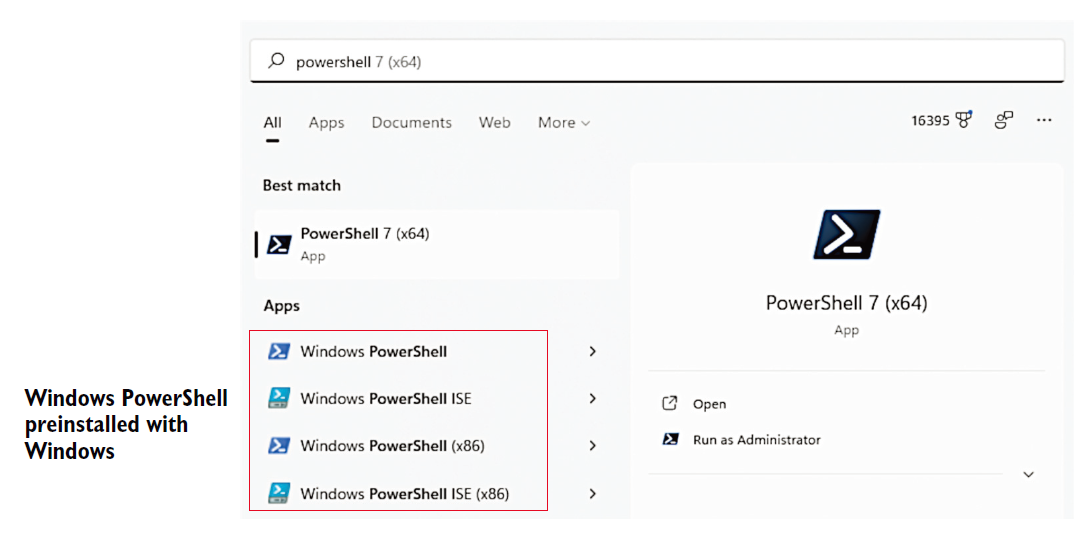 powershell 7 (x64)
All Apps Documents Web More
16395
Best match
PowerShell 7 (x64)
App
Apps
Windows PowerShell
Windows PowerShell ISE
Windows PowerShell (x86)
Windows PowerShell ISE (x86)
Windows PowerShell
preinstalled with
Windows
PowerShell 7 (x64)
App
Open
Run as Administrator